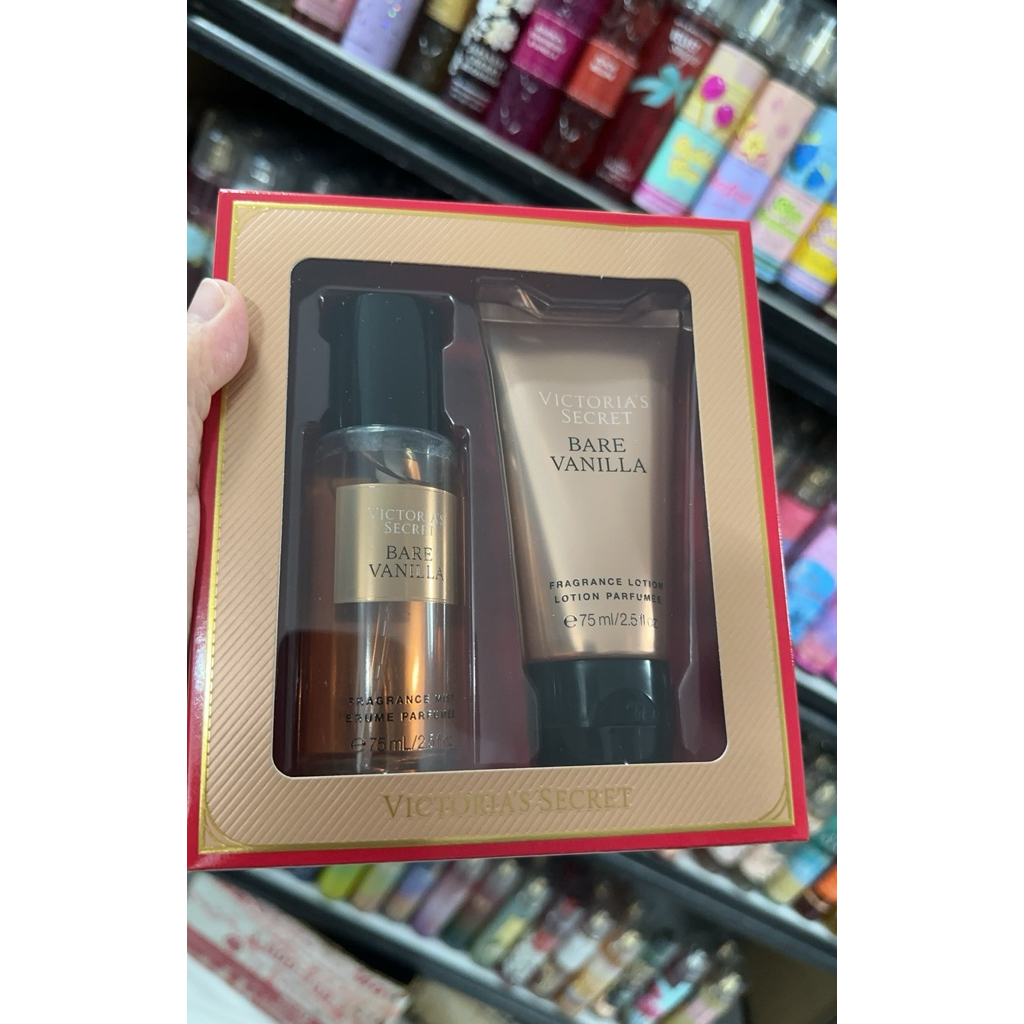 VICTORIA'S
SECRET
BARE
VANILLA
FRAGRANCE MIST
BRUME PARFUMÉE
℮ 75 mL/2.5 fl oz
VICTORIA'S
SECRET
BARE
VANILLA
FRAGRANCE LOTION
LOTION PARFUMÉE
℮ 75 ml/2.5 fl oz
VICTORIA'S SECRET